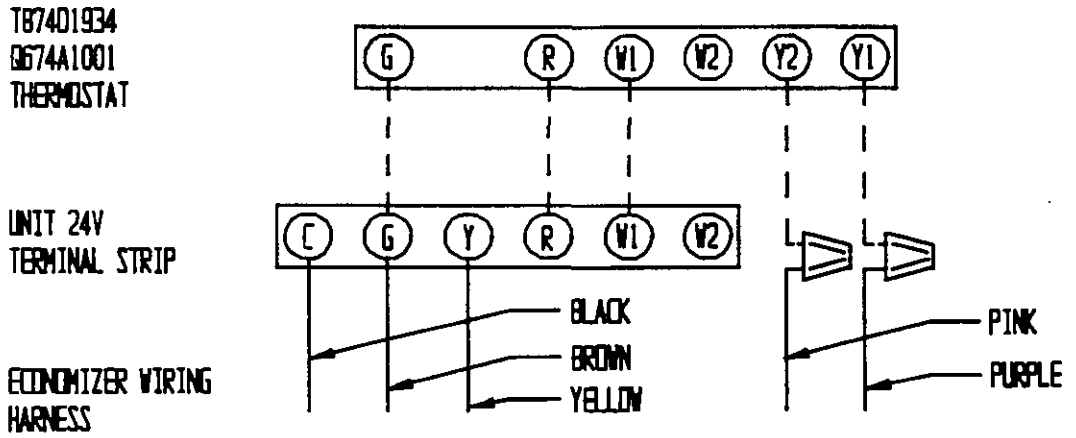 T87401934
Q674A1001
THERMOSTAT
G R W1 W2 Y2 Y1
UNIT 24V
TERMINAL STRIP
C G Y R W1 W2
BLACK
BROWN
YELLOW
PINK
PURPLE
ECONOMIZER WIRING
HARNESS